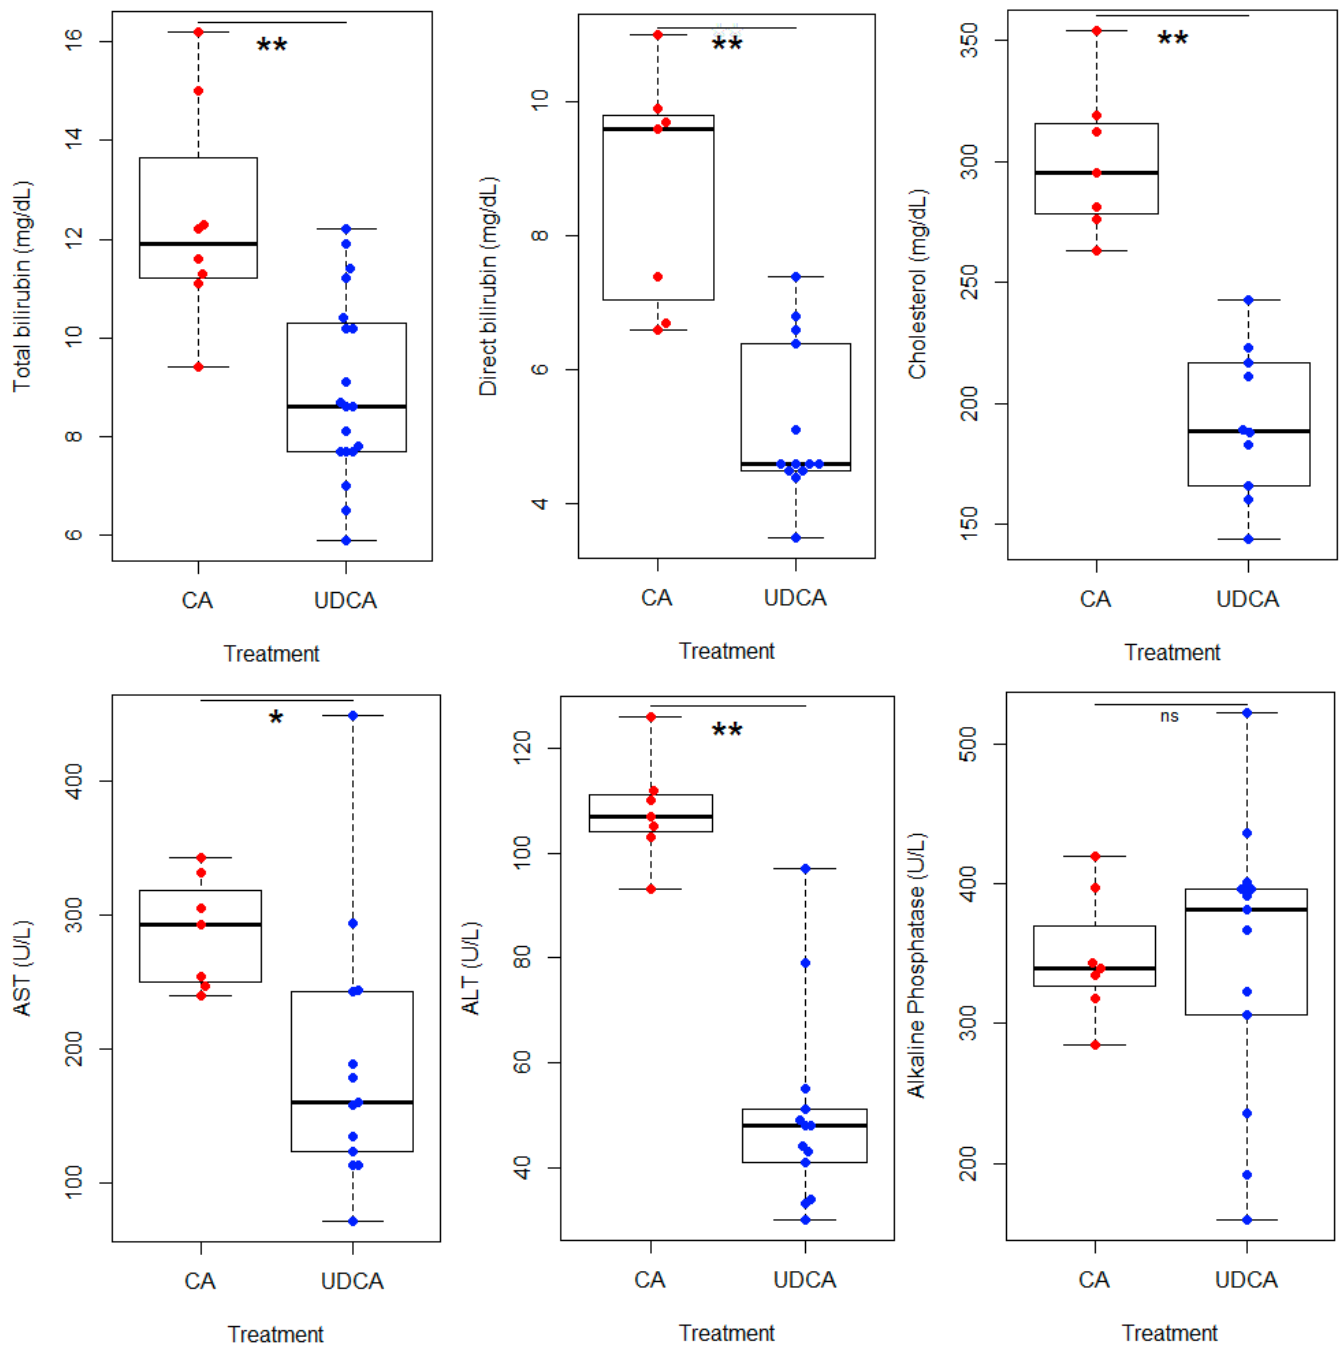 Total bilirubin (mg/dL)
16
14
12
10
8
6
**
CA UDCA
Treatment
Direct bilirubin (mg/dL)
10
8
6
4
**
CA UDCA
Treatment
Cholesterol (mg/dL)
350
300
250
200
150
**
CA UDCA
Treatment
AST (U/L)
400
300
200
100
*
CA UDCA
Treatment
ALT (U/L)
120
100
80
60
40
**
CA UDCA
Treatment
Alkaline Phosphatase (U/L)
500
400
300
200
ns
CA UDCA
Treatment